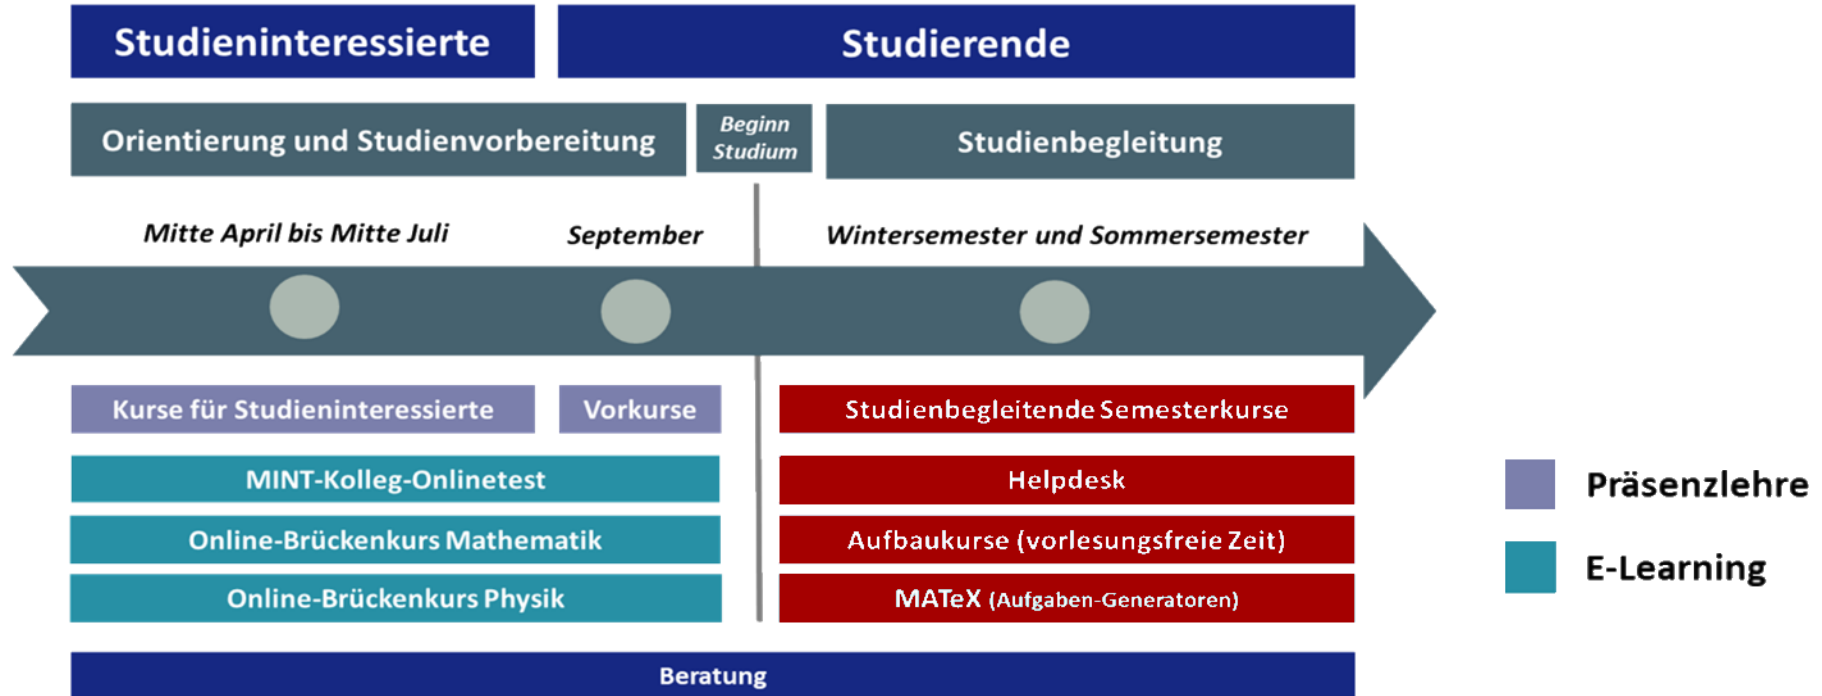 Studieninteressierte
Studierende
Orientierung und Studienvorbereitung
Beginn
Studium
Studienbegleitung
Mitte April bis Mitte Juli
September
Wintersemester und Sommersemester
Kurse für Studieninteressierte
Vorkurse
Studienbegleitende Semesterkurse
MINT-Kolleg-Onlinetest
Helpdesk
Online-Brückenkurs Mathematik
Aufbaukurse (vorlesungsfreie Zeit)
Online-Brückenkurs Physik
MATeX (Aufgaben-Generatoren)
Beratung
Präsenzlehre
E-Learning